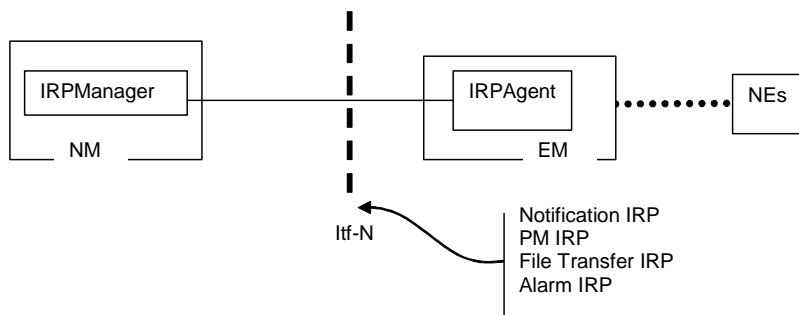 IRPManager
NM
IRPAgent
EM
NEs
Itf-N
Notification IRP
PM IRP
File Transfer IRP
Alarm IRP